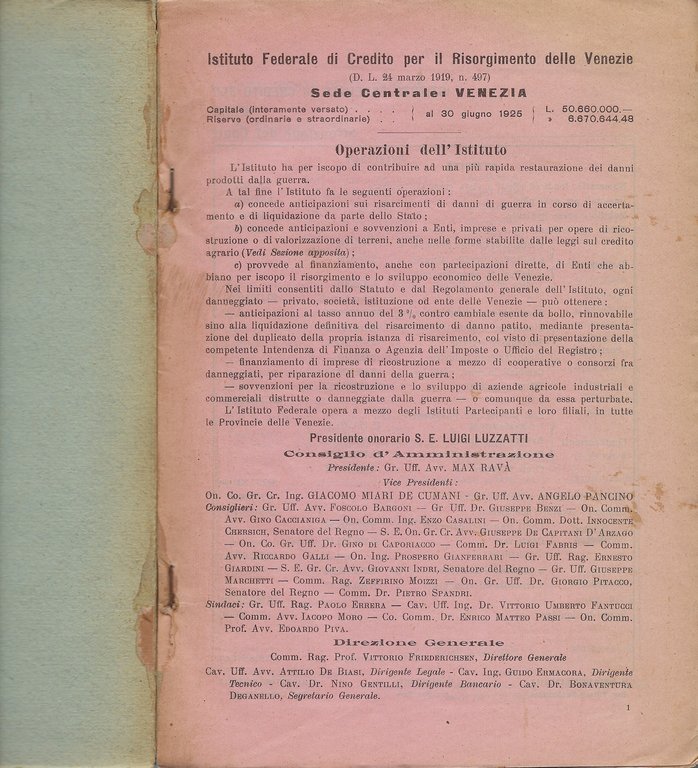 Istituto Federale di Credito per il Risorgimento delle Venezie
(D. L. 24 marzo 1919, n. 497)
Sede Centrale: VENEZIA
Capitale (interamente versato) . . . . ( al 30 giugno 1925 ( L. 50.660.000.—
Riserve (ordinarie e straordinarie) . . ( ( » 6.670.644.48
Operazioni dell' Istituto
L'Istituto ha per iscopo di contribuire ad una più rapida restaurazione dei danni
prodotti dalla guerra.
A tal fine l'Istituto fa le seguenti operazioni :
a) concede anticipazioni sui risarcimenti di danni di guerra in corso di accerta-
mento e di liquidazione da parte dello Stato ;
b) concede anticipazioni e sovvenzioni a Enti, imprese e privati per opere di rico-
struzione o di valorizzazione di terreni, anche nelle forme stabilite dalle leggi sul credito
agrario (Vedi Sezione apposita) ;
c) provvede al finanziamento, anche con partecipazioni dirette, di Enti che ab-
biano per iscopo il risorgimento e lo sviluppo economico delle Venezie.
Nei limiti consentiti dallo Statuto e dal Regolamento generale dell'Istituto, ogni
danneggiato — privato, società, istituzione od ente delle Venezie — può ottenere :
— anticipazioni al tasso annuo del 3 % contro cambiale esente da bollo, rinnovabile
sino alla liquidazione definitiva del risarcimento di danno patito, mediante presenta-
zione del duplicato della propria istanza di risarcimento, col visto di presentazione della
competente Intendenza di Finanza o Agenzia dell'Imposte o Ufficio del Registro ;
— finanziamento di imprese di ricostruzione a mezzo di cooperative o consorzi fra
danneggiati, per riparazione di danni della guerra ;
— sovvenzioni per la ricostruzione e lo sviluppo di aziende agricole industriali e
commerciali distrutte o danneggiate dalla guerra — o comunque da essa perturbate.
L'Istituto Federale opera a mezzo degli Istituti Partecipanti e loro filiali, in tutte
le Provincie delle Venezie.
Presidente onorario S. E. LUIGI LUZZATTI
Consiglio d'Amministrazione
Presidente: Gr. Uff. Avv. MAX RAVÀ
Vice Presidenti :
On. Co. Gr. Cr. Ing. GIACOMO MIARI DE CUMANI - Gr. Uff. Avv. ANGELO PANCINO
Consiglieri: Gr. Uff. Avv. FOSCOLO BARGONI — Gr. Uff Dr. GIUSEPPE BENZI — On. Comm.
Avv. GINO CACCIANIGA — On. Comm. Ing. ENZO CASALINI — On. Comm. Dott. INNOCENTE
CHERSICH, Senatore del Regno — S. E. On. Gr. Cr. Avv. GIUSEPPE DE CAPITANI D'ARZAGO
— On. Co. Gr. Uff. Dr. GINO DI CAPORIACCO — Comm. Dr. LUIGI FABRIS — Comm.
Avv. RICCARDO GALLI — On. Ing. PROSPERO GIANFERRARI — Gr. Uff. Rag. ERNESTO
GIARDINI — S. E. Gr. Cr. Avv. GIOVANNI INDRI, Senatore del Regno — Gr. Uff. GIUSEPPE
MARCHETTI — Comm. Rag. ZEFFIRINO MOIZZI — On. Gr. Uff. Dr. GIORGIO PITACCO,
Senatore del Regno — Comm. Dr. PIETRO SPANDRI.
Sindaci: Gr. Uff. Rag. PAOLO ERRERA — Cav. Uff. Ing. Dr. VITTORIO UMBERTO FANTUCCI
— Comm. Avv. IACOPO MORO — Co. Comm. Dr. ENRICO MATTEO PASSI — On. Comm.
Prof. Avv. EDOARDO PIVA.
Direzione Generale
Comm. Rag. Prof. VITTORIO FRIEDERICHSEN, Direttore Generale
Cav. Uff. Avv. ATTILIO DE BIASI, Dirigente Legale - Cav. Ing. GUIDO ERMACORA, Dirigente
Tecnico - Cav. Dr. NINO GENTILLI, Dirigente Bancario - Cav. Dr. BONAVENTURA
DEGANELLO, Segretario Generale.
1